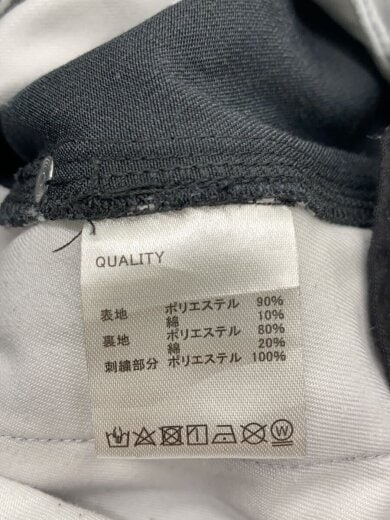 QUALITY
表地 ポリエステル 90%
綿 10%
裏地 ポリエステル 80%
綿 20%
刺繍部分 ポリエステル 100%